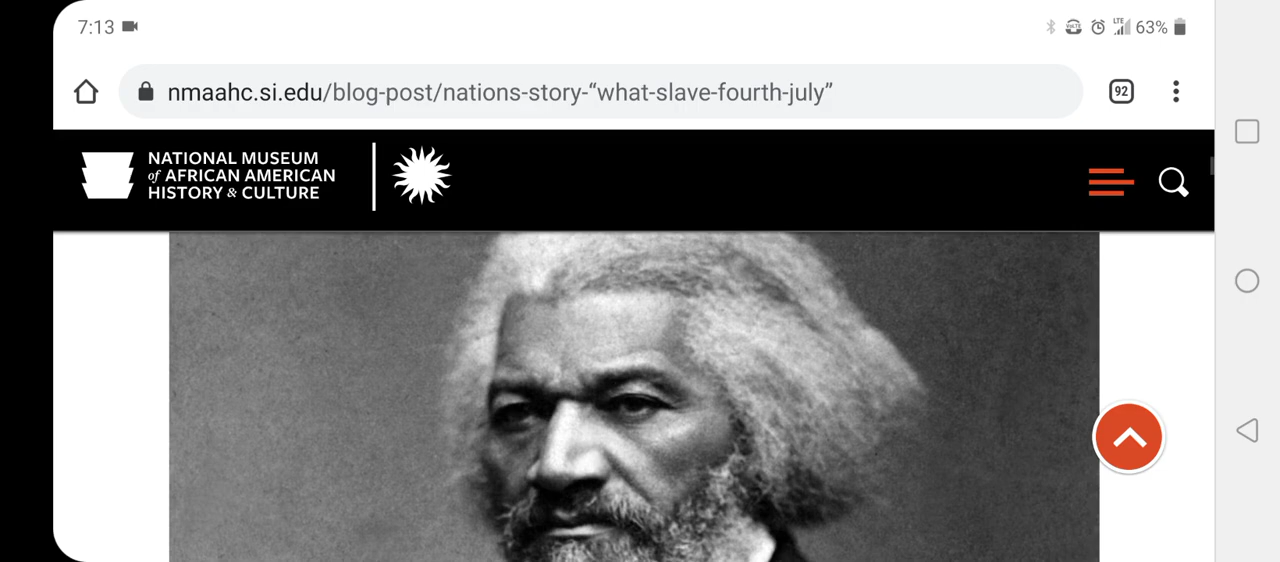 7:13
LTE
63%
nmaahc.si.edu/blog-post/nations-story-“what-slave-fourth-july”
92
NATIONAL MUSEUM
of AFRICAN AMERICAN
HISTORY & CULTURE